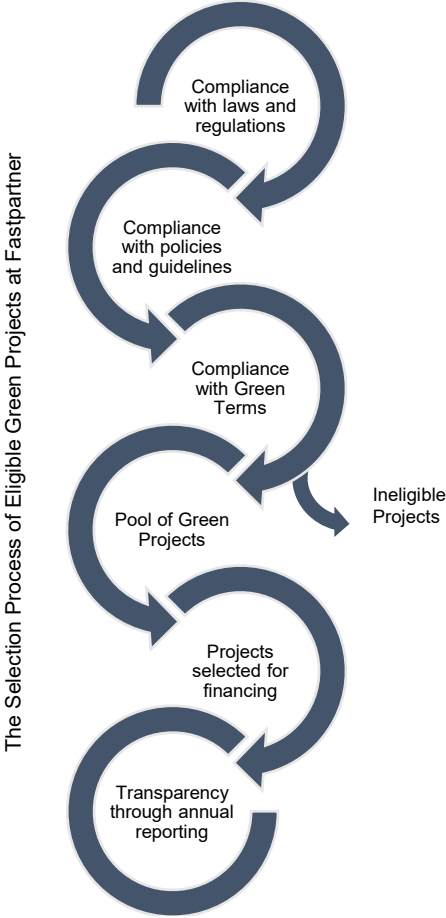 The Selection Process of Eligible Green Projects at Fastpartner
Compliance
with laws and
regulations
Compliance
with policies
and guidelines
Compliance
with Green
Terms
Ineligible
Projects
Pool of Green
Projects
Projects
selected for
financing
Transparency
through annual
reporting